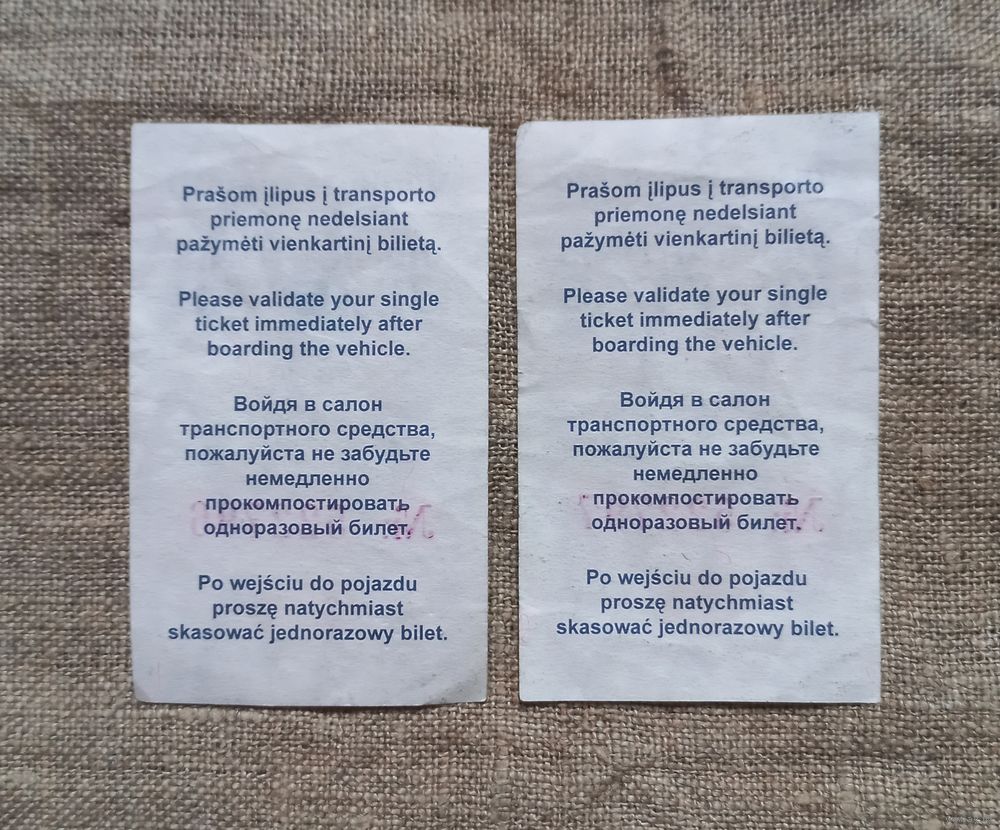 Prašom įlipus į transporto
priemonę nedelsiant
pažymėti vienkartinį bilietą.
Please validate your single
ticket immediately after
boarding the vehicle.
Войдя в салон
транспортного средства,
пожалуйста не забудьте
немедленно
прокомпостировать
одноразовый билет.
Po wejściu do pojazdu
proszę natychmiast
skasować jednorazowy bilet.
Prašom įlipus į transporto
priemonę nedelsiant
pažymėti vienkartinį bilietą.
Please validate your single
ticket immediately after
boarding the vehicle.
Войдя в салон
транспортного средства,
пожалуйста не забудьте
немедленно
прокомпостировать
одноразовый билет.
Po wejściu do pojazdu
proszę natychmiast
skasować jednorazowy bilet.